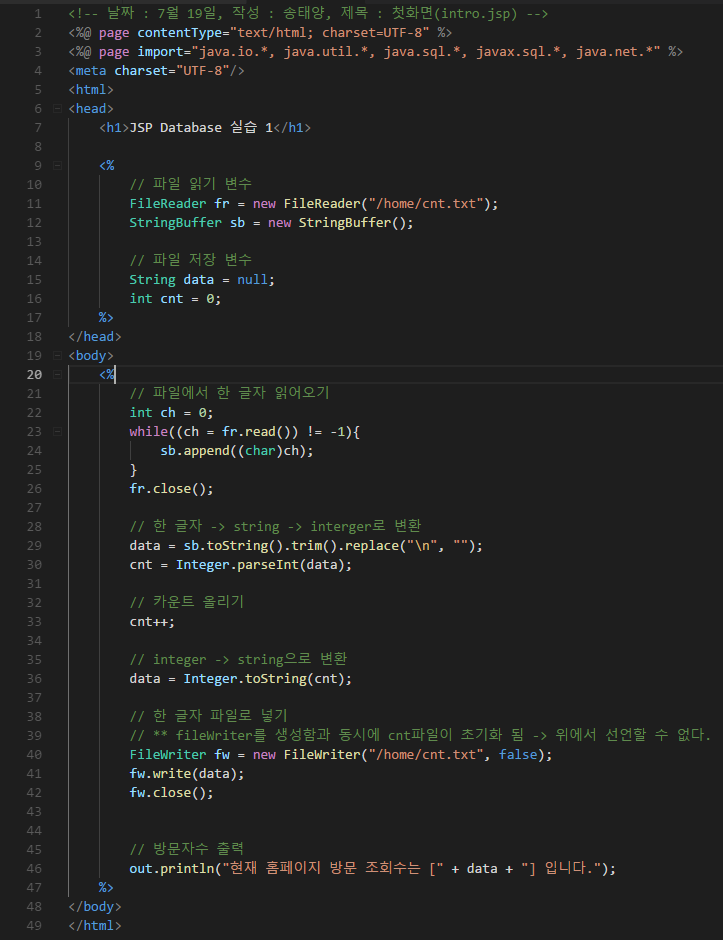 1 <!-- 날짜 : 7월 19일, 작성 : 송태양, 제목 : 첫화면(intro.jsp) -->
2 <%@ page contentType="text/html; charset=UTF-8" %>
3 <%@ page import="java.io.*, java.util.*, java.sql.*, javax.sql.*, java.net.*" %>
4 <meta charset="UTF-8"/>
5 <html>
6 <head>
7     <h1>JSP Database 실습 1</h1>
8
9     <%
10         // 파일 읽기 변수
11         FileReader fr = new FileReader("/home/cnt.txt");
12         StringBuffer sb = new StringBuffer();
13
14         // 파일 저장 변수
15         String data = null;
16         int cnt = 0;
17     %>
18 </head>
19 <body>
20     <%
21         // 파일에서 한 글자 읽어오기
22         int ch = 0;
23         while((ch = fr.read()) != -1){
24             sb.append((char)ch);
25         }
26         fr.close();
27
28         // 한 글자 -> string -> interger로 변환
29         data = sb.toString().trim().replace("\n", "");
30         cnt = Integer.parseInt(data);
31
32         // 카운트 올리기
33         cnt++;
34
35         // integer -> string으로 변환
36         data = Integer.toString(cnt);
37
38         // 한 글자 파일로 넣기
39         // ** fileWriter를 생성함과 동시에 cnt파일이 초기화 됨 -> 위에서 선언할 수 없다.
40         FileWriter fw = new FileWriter("/home/cnt.txt", false);
41         fw.write(data);
42         fw.close();
43
44
45         // 방문자수 출력
46         out.println("현재 홈페이지 방문 조회수는 [" + data + "] 입니다.");
47     %>
48 </body>
49 </html>